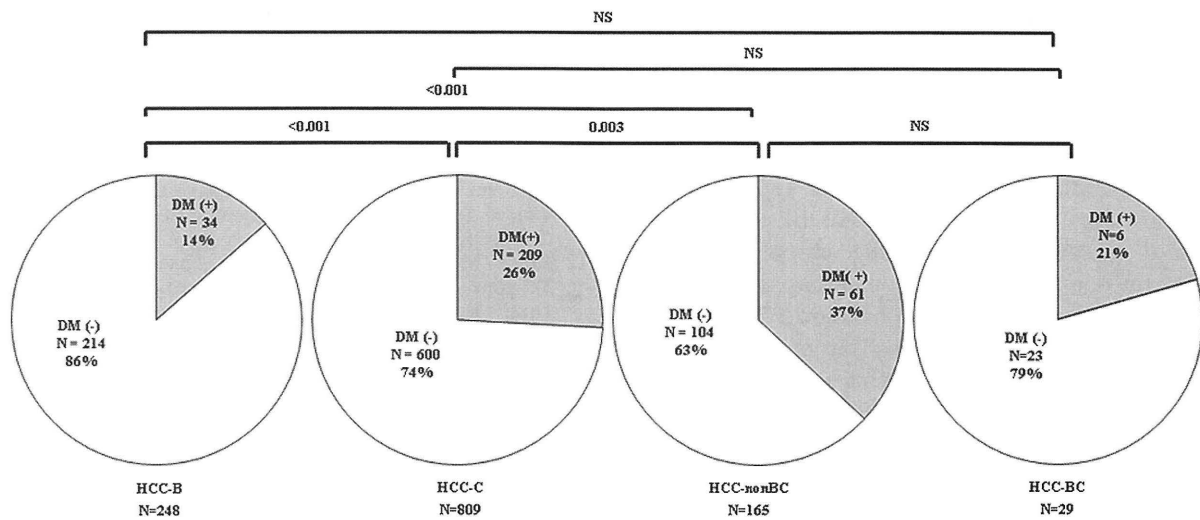 NS
NS
<0.001
<0.001
0.003
NS
DM (+)
N = 34
14%
DM (-)
N = 214
86%
HCC-B
N=248
DM(+)
N = 209
26%
DM (-)
N = 600
74%
HCC-C
N=809
DM( +)
N = 61
37%
DM (-)
N = 104
63%
HCC-nonBC
N=165
DM (+)
N=6
21%
DM (-)
N=23
79%
HCC-BC
N=29